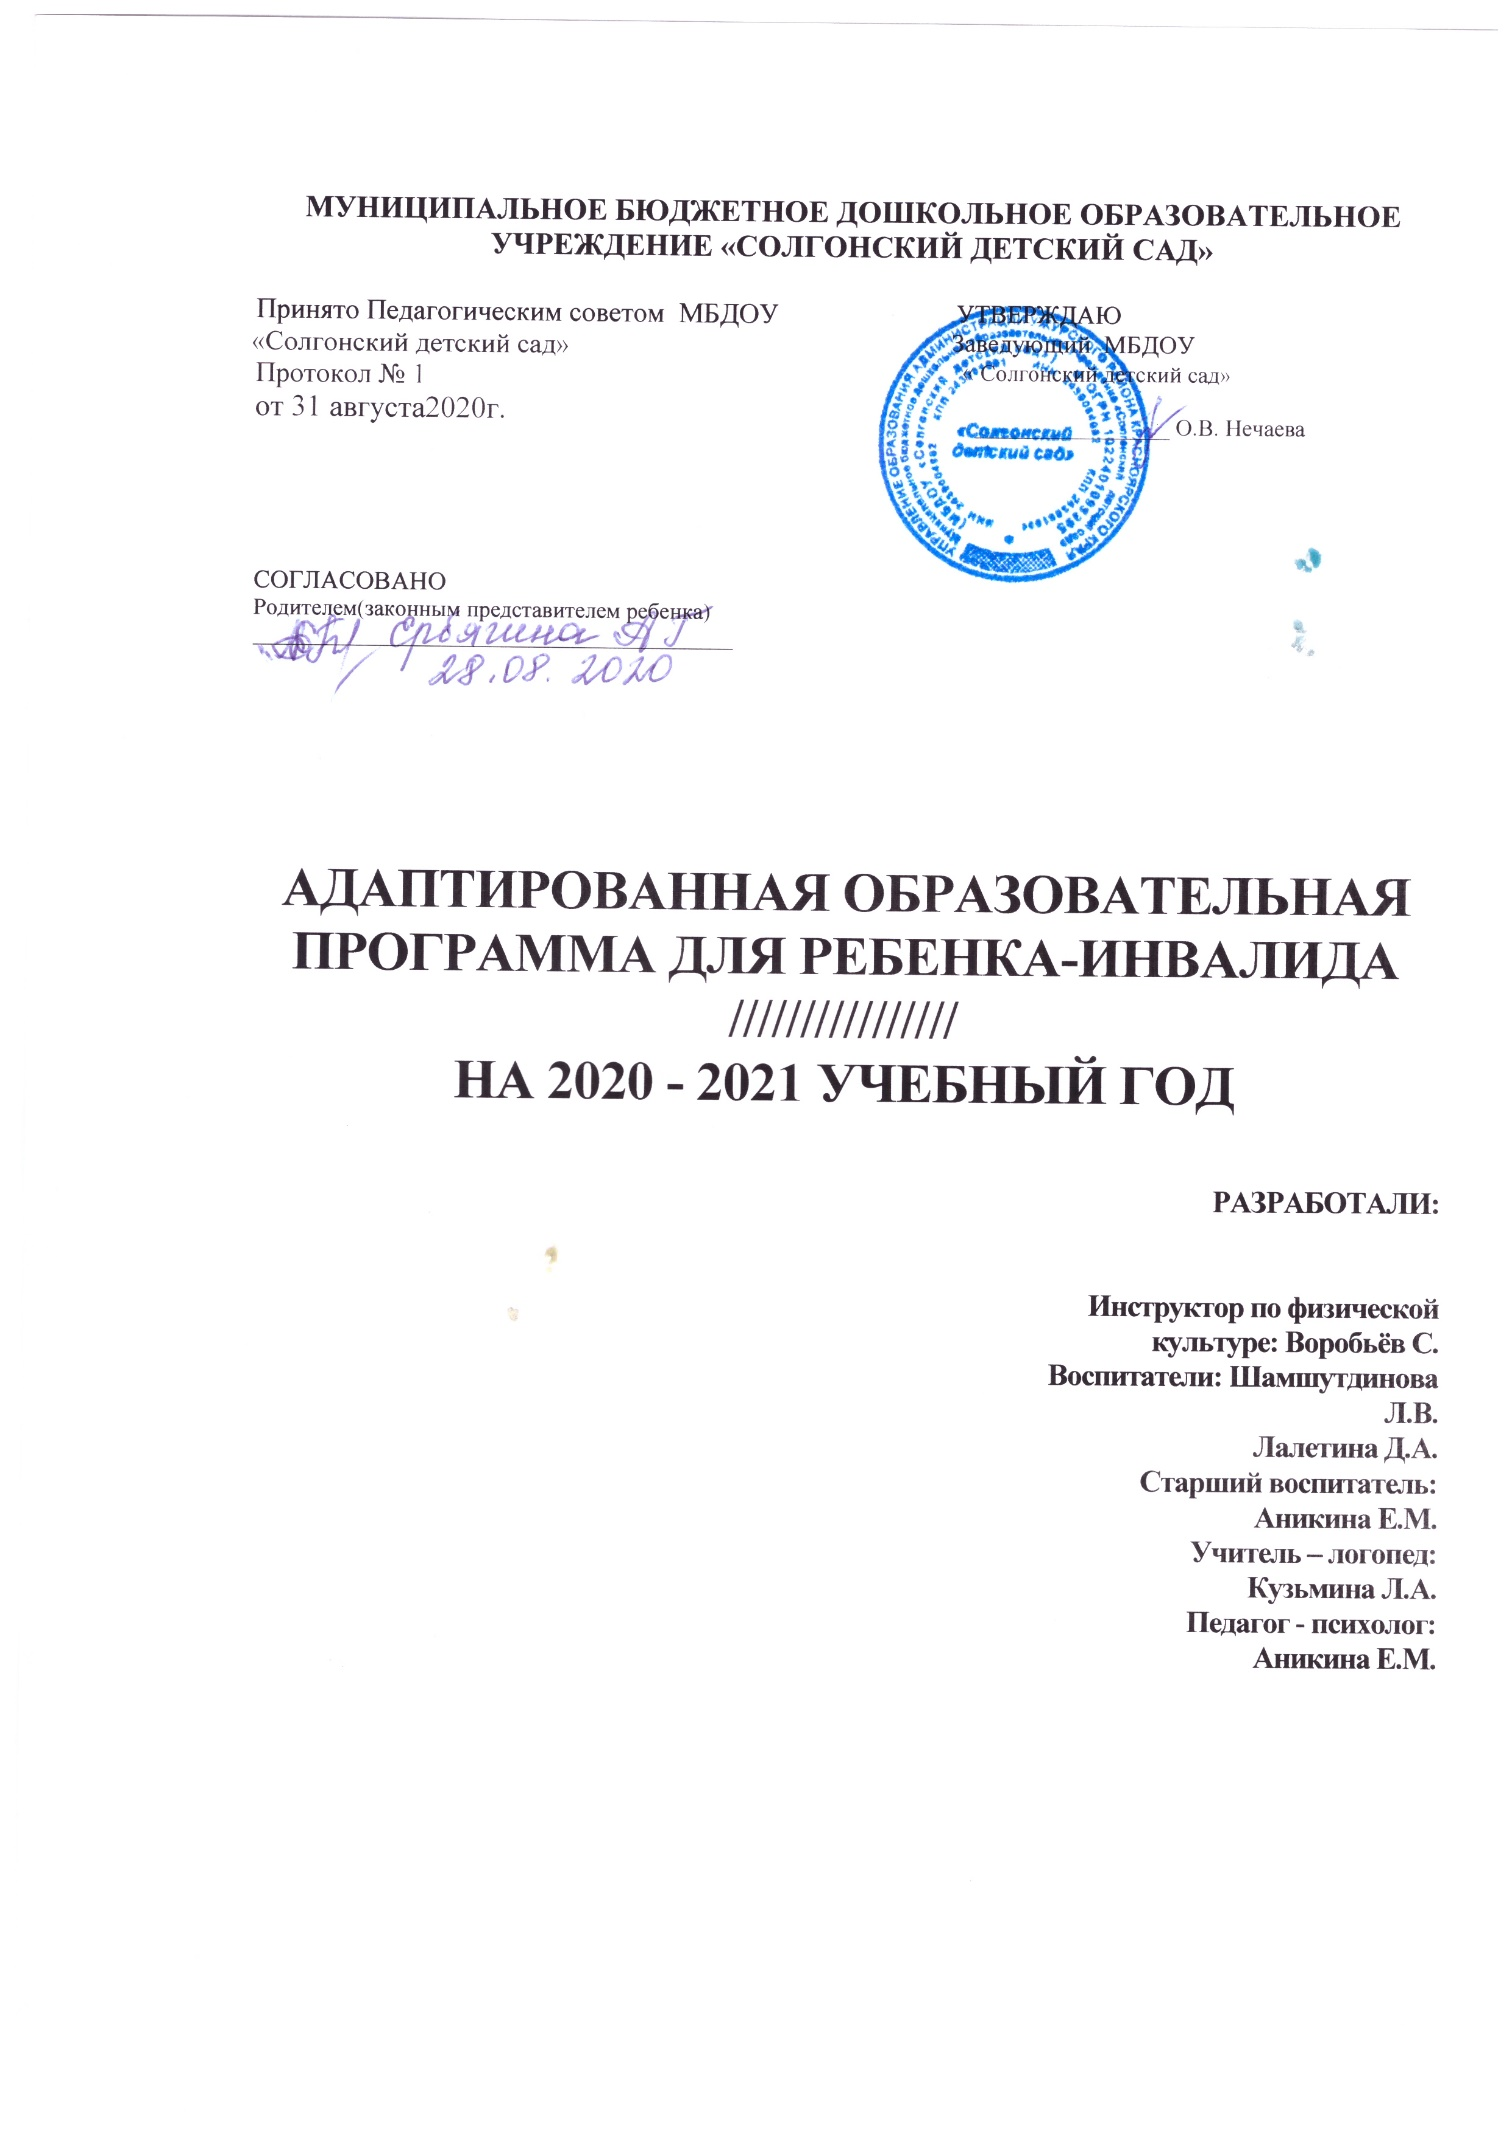 МУНИЦИПАЛЬНОЕ БЮДЖЕТНОЕ ДОШКОЛЬНОЕ ОБРАЗОВАТЕЛЬНОЕ
УЧРЕЖДЕНИЕ «СОЛГОНСКИЙ ДЕТСКИЙ САД»
Принято Педагогическим советом МБДОУ
«Солгонский детский сад»
Протокол № 1
от 31 августа2020г.
УТВЕРЖДАЮ
Заведующий МБДОУ
« Солгонский детский сад»
О.В. Нечаева
«Солгонский
детский сад»
СОГЛАСОВАНО
Родителем(законным представителем ребенка)
28.08. 2020
АДАПТИРОВАННАЯ ОБРАЗОВАТЕЛЬНАЯ
ПРОГРАММА ДЛЯ РЕБЕНКА-ИНВАЛИДА
////////////////
НА 2020 - 2021 УЧЕБНЫЙ ГОД
РАЗРАБОТАЛИ:
Инструктор по физической
культуре: Воробьёв С.
Воспитатели: Шамшутдинова
Л.В.
Лалетина Д.А.
Старший воспитатель:
Аникина Е.М.
Учитель – логопед:
Кузьмина Л.А.
Педагог - психолог:
Аникина Е.М.